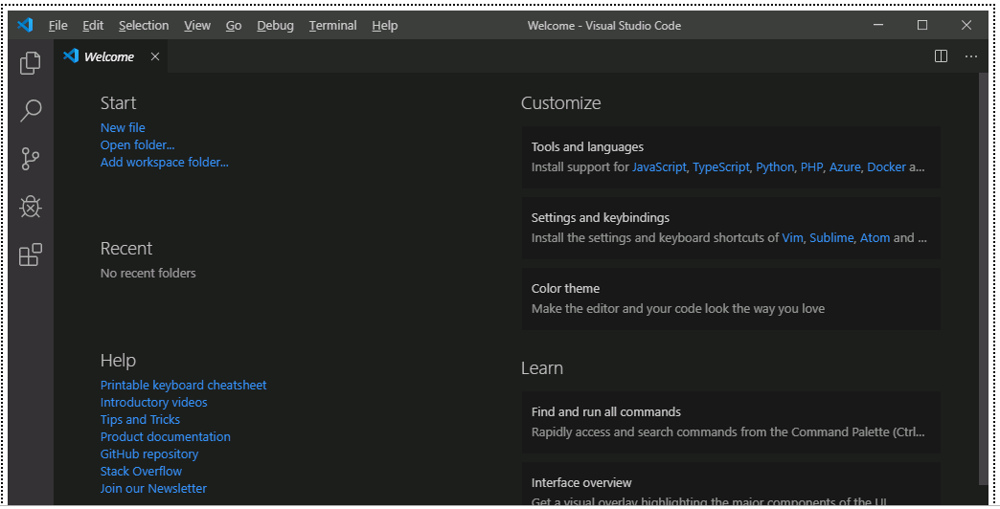 File Edit Selection View Go Debug Terminal Help
Welcome - Visual Studio Code
Welcome
Start
New file
Open folder...
Add workspace folder...
Recent
No recent folders
Help
Printable keyboard cheatsheet
Introductory videos
Tips and Tricks
Product documentation
GitHub repository
Stack Overflow
Join our Newsletter
Customize
Tools and languages
Install support for JavaScript, TypeScript, Python, PHP, Azure, Docker a...
Settings and keybindings
Install the settings and keyboard shortcuts of Vim, Sublime, Atom and ...
Color theme
Make the editor and your code look the way you love
Learn
Find and run all commands
Rapidly access and search commands from the Command Palette (Ctrl...
Interface overview
Get a visual overlay highlighting the major components of the UI